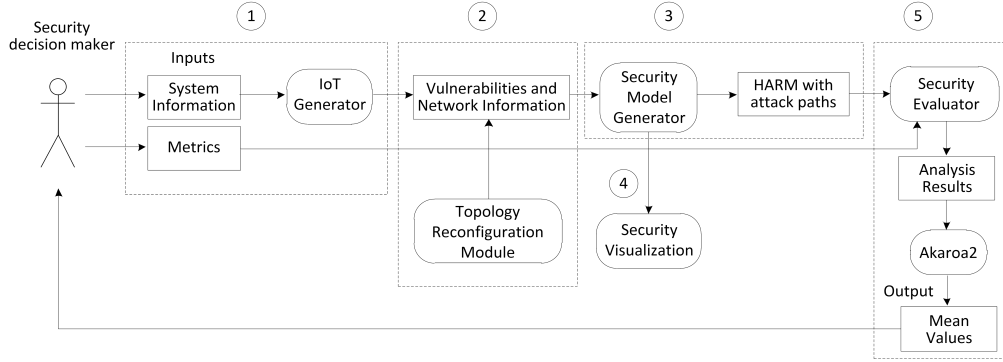 1
2
3
5
Security
decision maker
Inputs
System
Information
IoT
Generator
Metrics
Vulnerabilities and
Network Information
Topology
Reconfiguration
Module
Security
Model
Generator
HARM with
attack paths
4
Security
Visualization
Security
Evaluator
Analysis
Results
Akaroa2
Output
Mean
Values